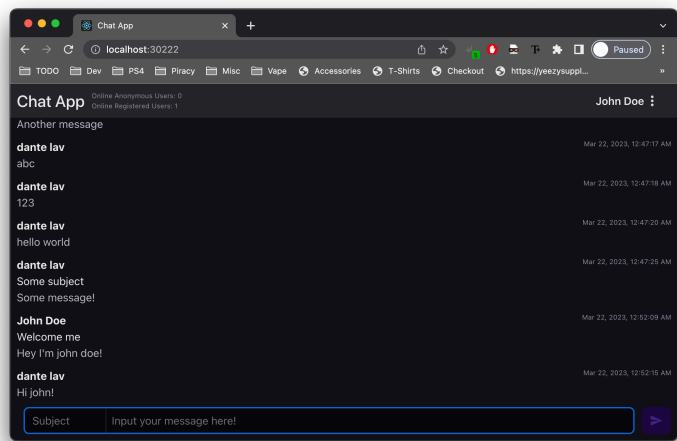 Chat App
localhost:30222
Paused
TODO Dev PS4 Piracy Misc Vape Accessories T-Shirts Checkout https://yeezysuppl... »
Chat App
Online Anonymous Users: 0
Online Registered Users: 1
John Doe
Another message
dante lav Mar 22, 2023, 12:47:17 AM
abc
dante lav Mar 22, 2023, 12:47:18 AM
123
dante lav Mar 22, 2023, 12:47:20 AM
hello world
dante lav Mar 22, 2023, 12:47:25 AM
Some subject
Some message!
John Doe Mar 22, 2023, 12:52:09 AM
Welcome me
Hey I'm john doe!
dante lav Mar 22, 2023, 12:52:15 AM
Hi john!
Subject Input your message here!